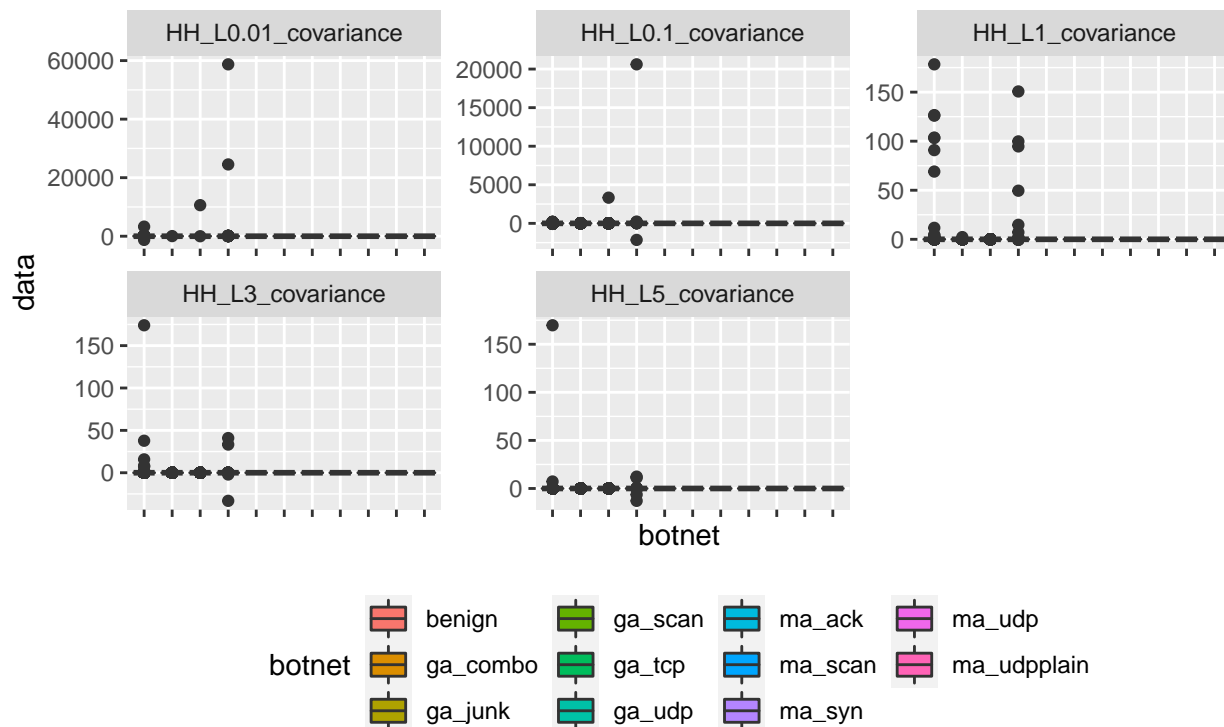 HH_L0.01_covariance HH_L0.1_covariance HH_L1_covariance
60000
40000
20000
0
20000
15000
10000
5000
0
150
100
50
0
data
HH_L3_covariance HH_L5_covariance
150
100
50
0
150
100
50
0
botnet
botnet
benign ga_scan ma_ack ma_udp
ga_combo ga_tcp ma_scan ma_udpplain
ga_junk ga_udp ma_syn